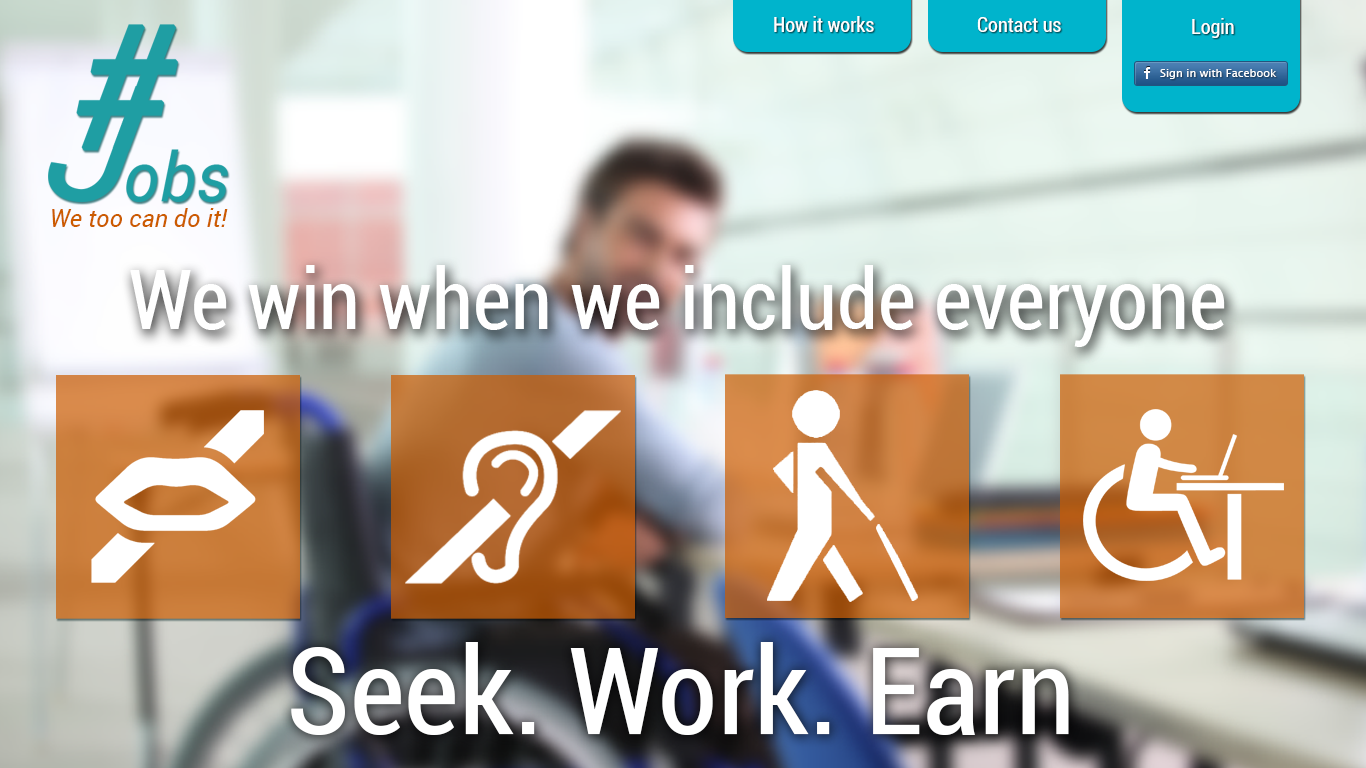 How it works
Contact us
Login
f Sign in with Facebook
#Jobs
We too can do it!
We win when we include everyone
Seek. Work. Earn